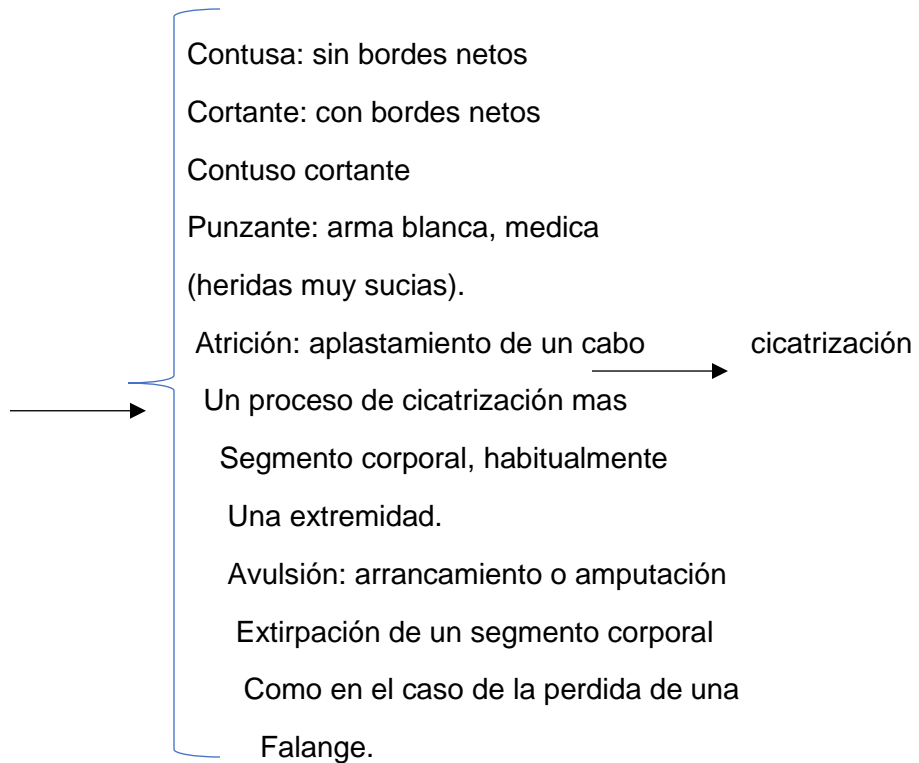 Contusa: sin bordes netos
Cortante: con bordes netos
Contuso cortante
Punzante: arma blanca, medica
(heridas muy sucias).
Atrición: aplastamiento de un cabo cicatrización
Un proceso de cicatrización mas
Segmento corporal, habitualmente
Una extremidad.
Avulsión: arrancamiento o amputación
Extirpación de un segmento corporal
Como en el caso de la perdida de una
Falange.